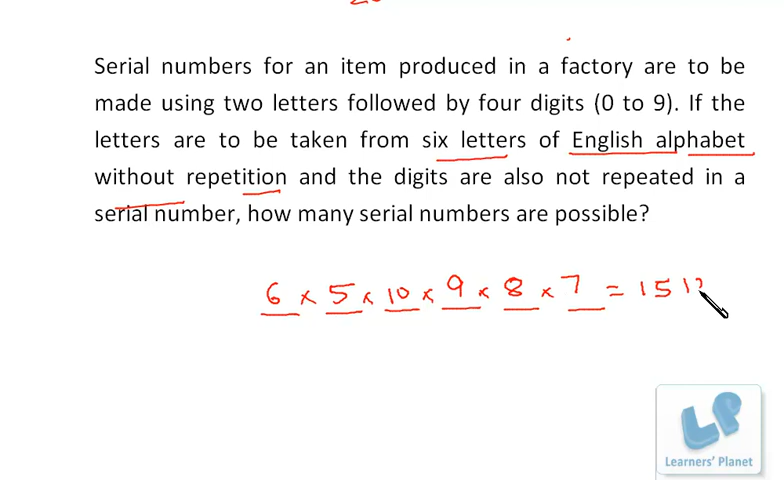 Serial numbers for an item produced in a factory are to be
made using two letters followed by four digits (0 to 9). If the
letters are to be taken from six letters of English alphabet
without repetition and the digits are also not repeated in a
serial number, how many serial numbers are possible?
6 × 5 × 10 × 9 × 8 × 7 = 151
LP
Learners' Planet